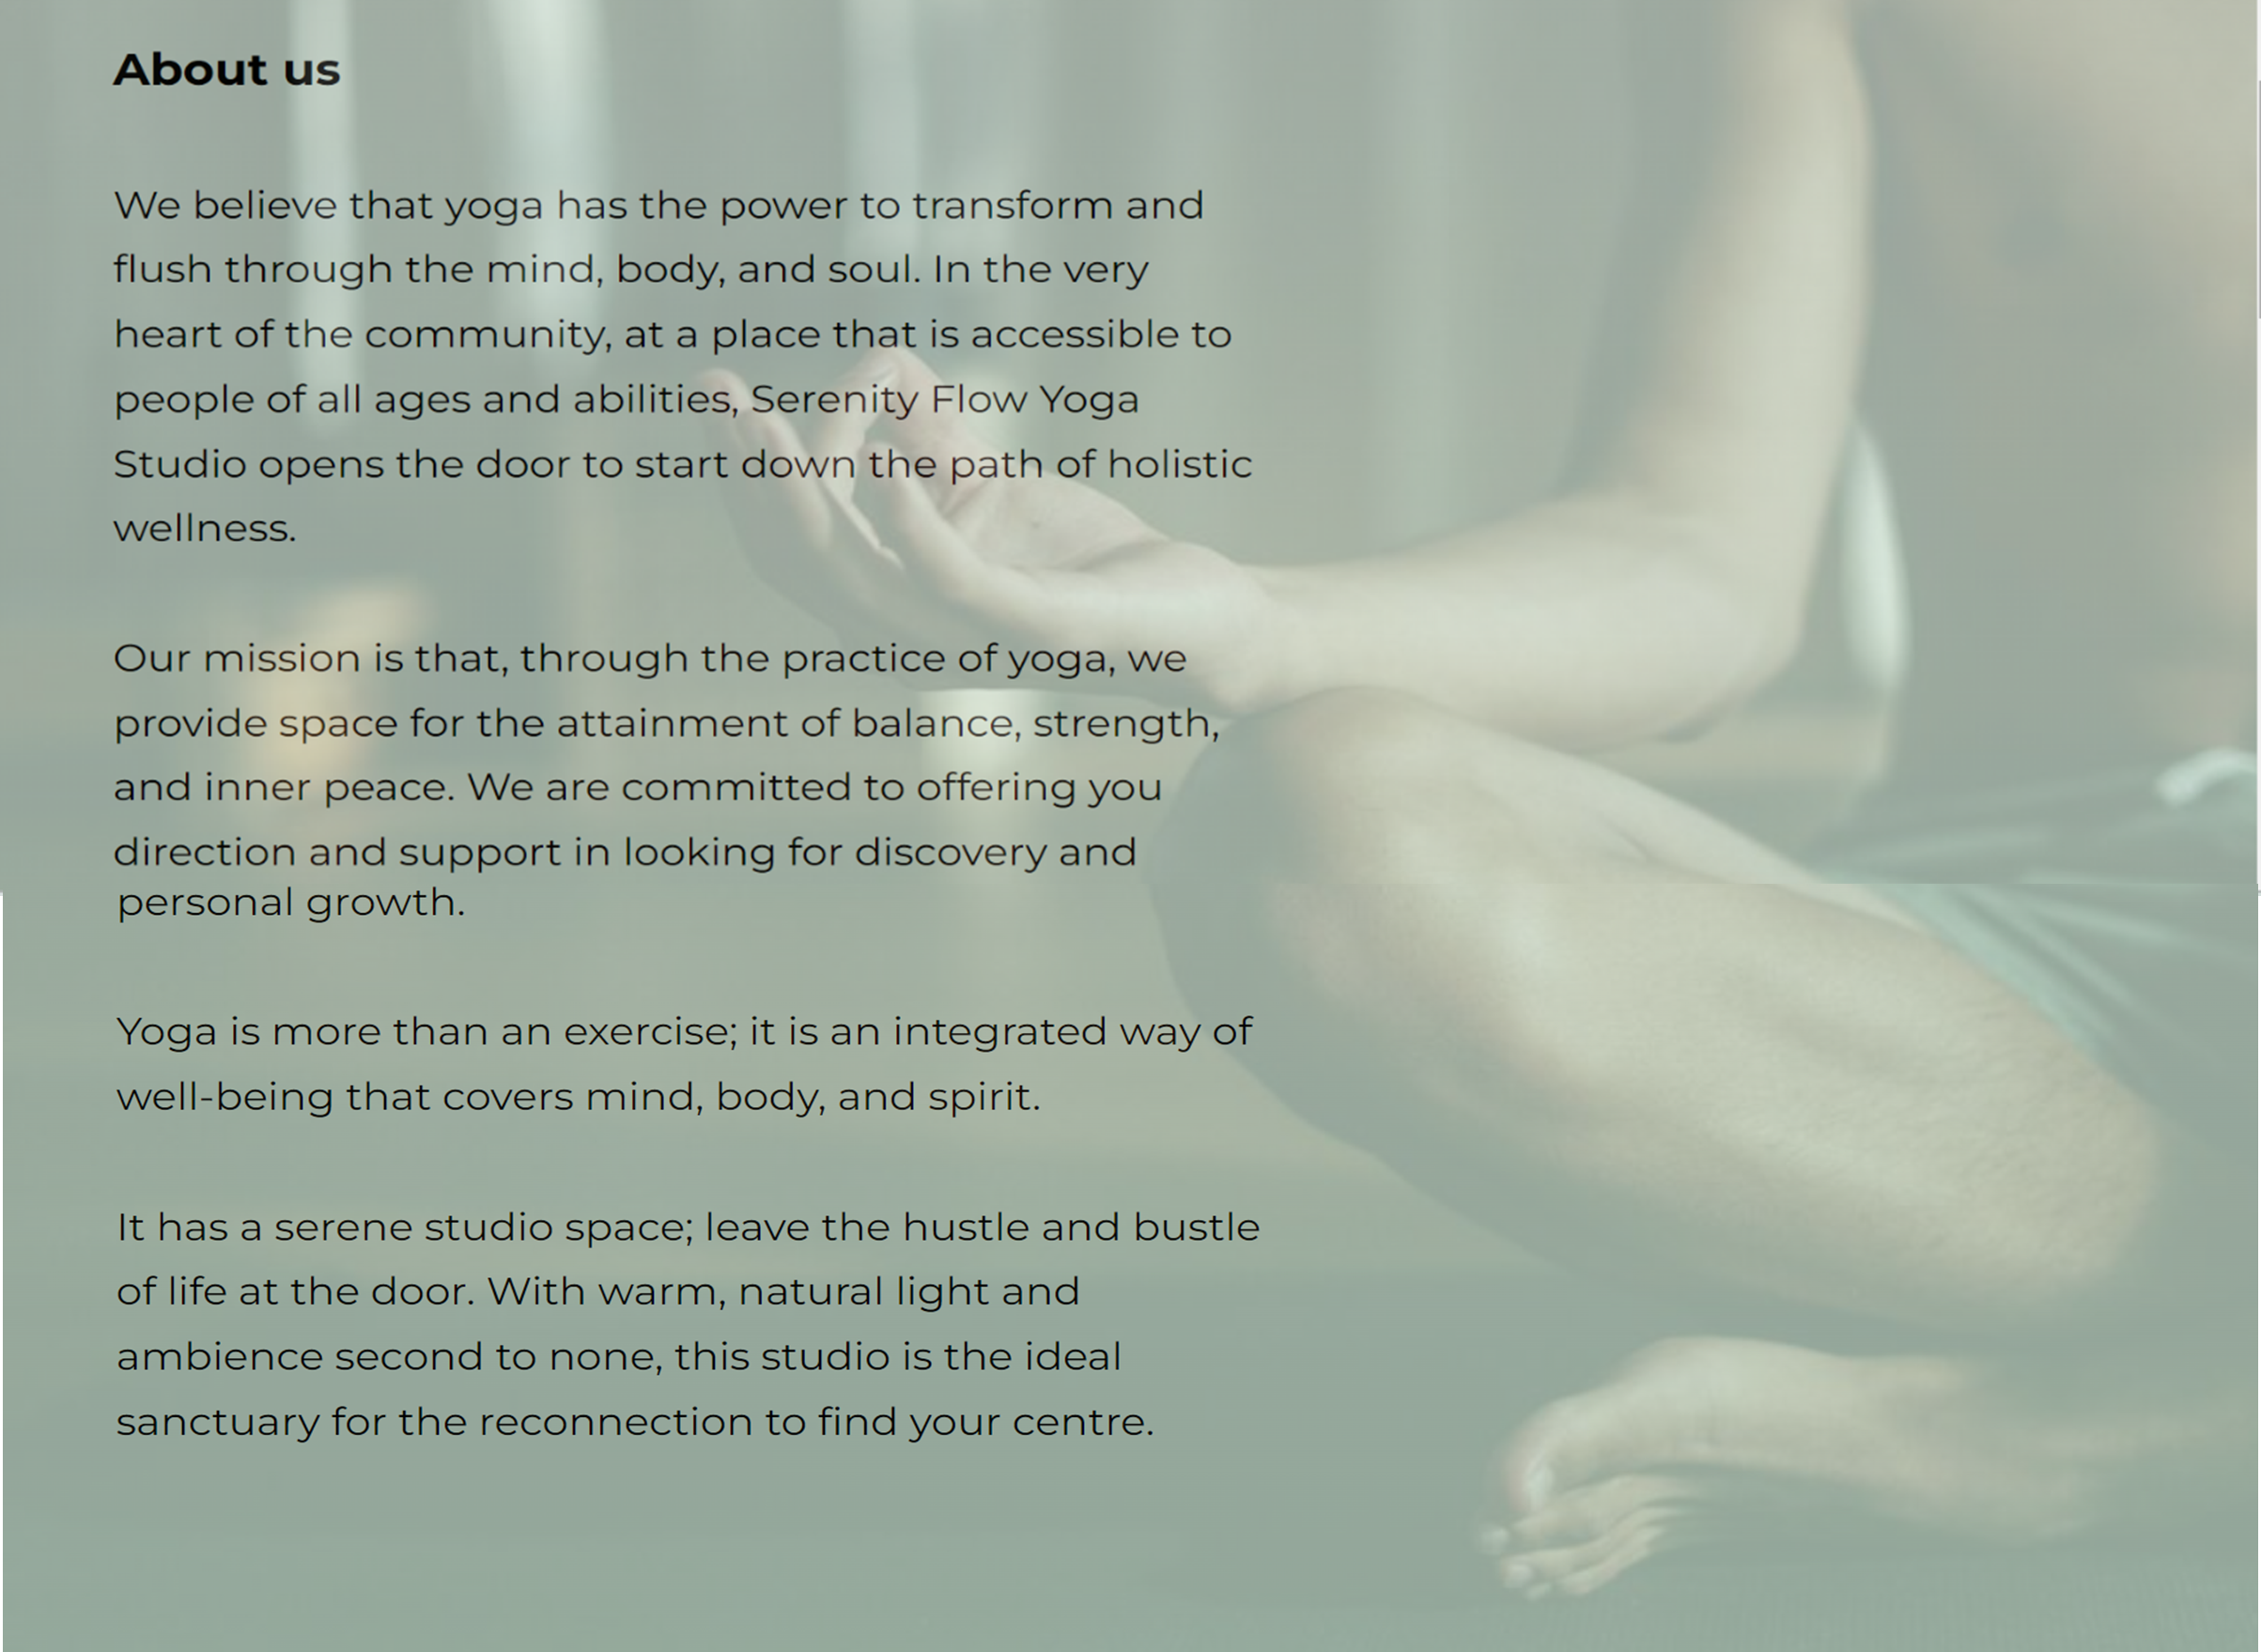 About us
We believe that yoga has the power to transform and
flush through the mind, body, and soul. In the very
heart of the community, at a place that is accessible to
people of all ages and abilities, Serenity Flow Yoga
Studio opens the door to start down the path of holistic
wellness.
Our mission is that, through the practice of yoga, we
provide space for the attainment of balance, strength,
and inner peace. We are committed to offering you
direction and support in looking for discovery and
personal growth.
Yoga is more than an exercise; it is an integrated way of
well-being that covers mind, body, and spirit.
It has a serene studio space; leave the hustle and bustle
of life at the door. With warm, natural light and
ambience second to none, this studio is the ideal
sanctuary for the reconnection to find your centre.